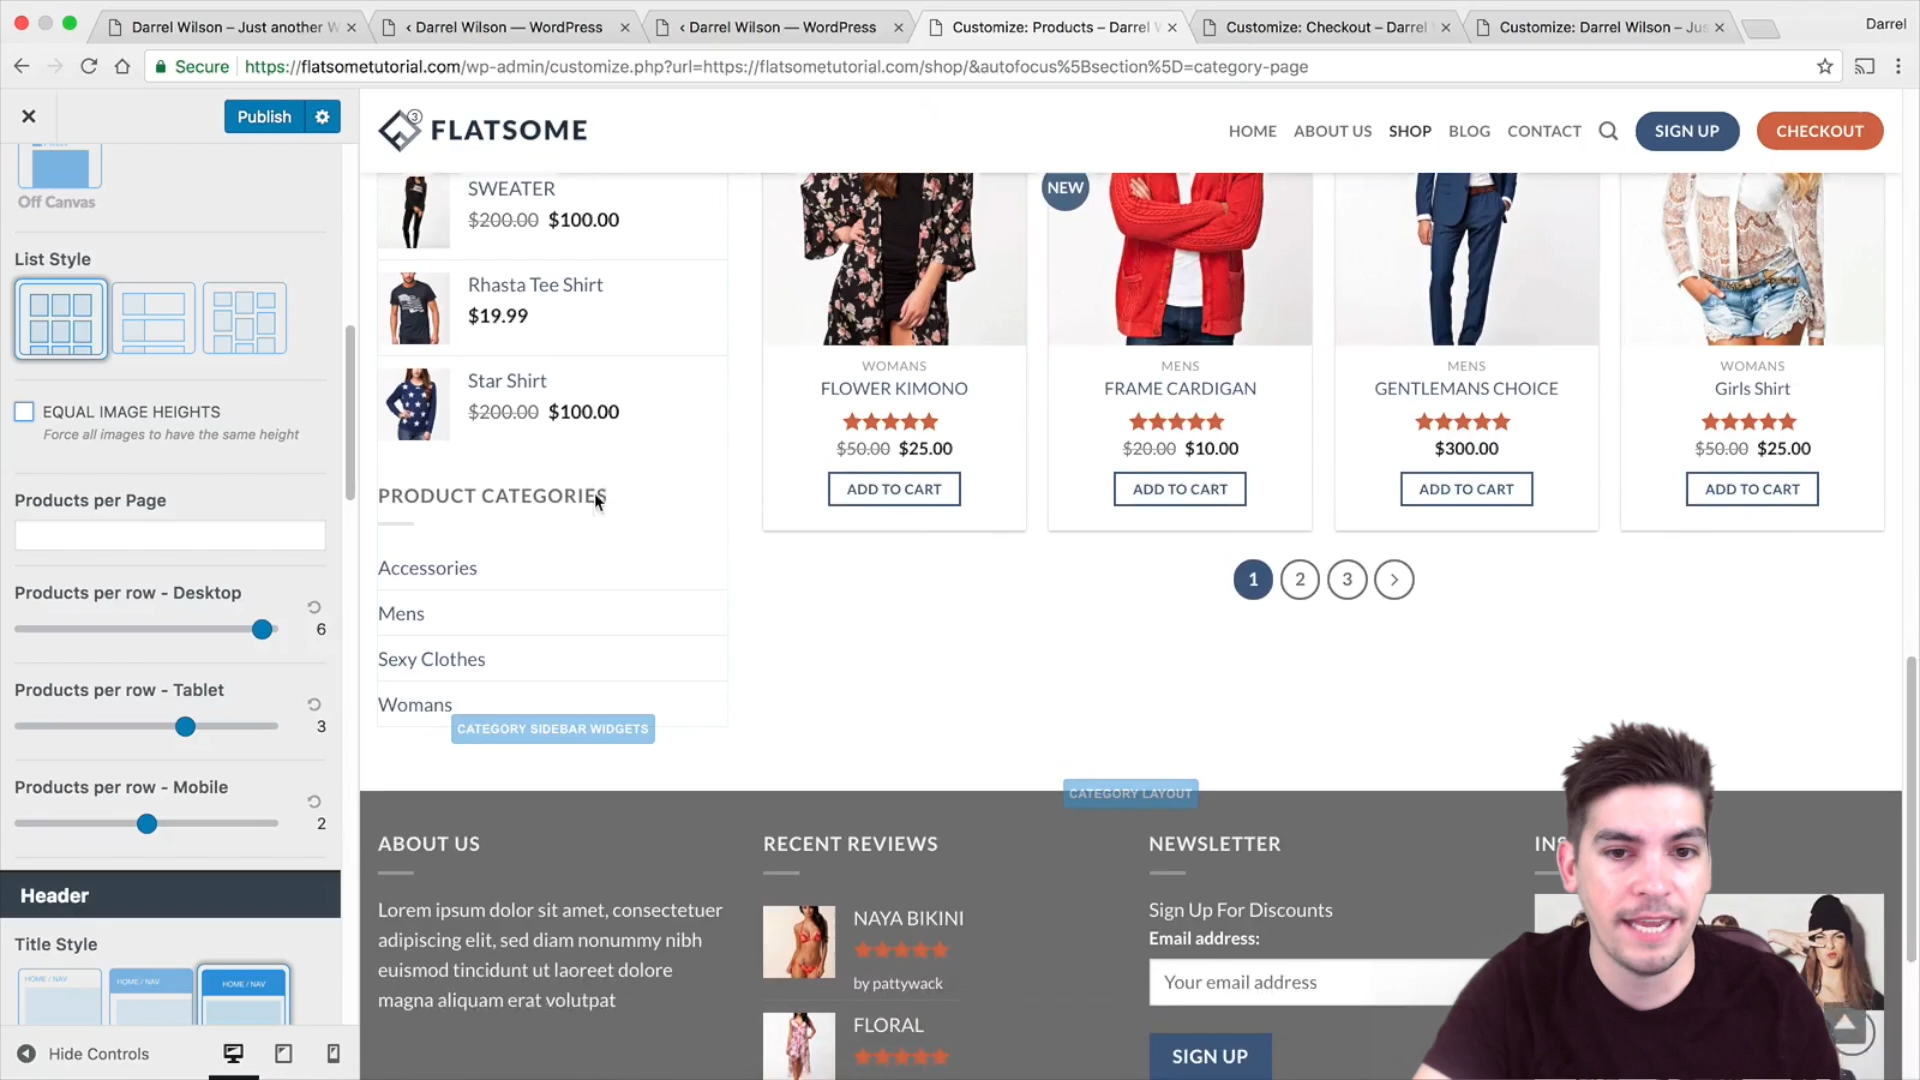 Darrel Wilson – Just another W
‹ Darrel Wilson — WordPress
‹ Darrel Wilson — WordPress
Customize: Products – Darrel W
Customize: Checkout – Darrel
Customize: Darrel Wilson – Jus
Darrel
Secure
https://flatsometutorial.com/wp-admin/customize.php?url=https://flatsometutorial.com/shop/&autofocus%5Bsection%5D=category-page
Publish
Off Canvas
List Style
EQUAL IMAGE HEIGHTS
Force all images to have the same height
Products per Page
Products per row - Desktop
6
Products per row - Tablet
3
Products per row - Mobile
2
Header
Title Style
HOME / NAV
HOME / NAV
HOME / NAV
Hide Controls
3
FLATSOME
HOME
ABOUT US
SHOP
BLOG
CONTACT
SIGN UP
CHECKOUT
SWEATER
$200.00 $100.00
Rhasta Tee Shirt
$19.99
Star Shirt
$200.00 $100.00
PRODUCT CATEGORIES
Accessories
Mens
Sexy Clothes
Womans
CATEGORY SIDEBAR WIDGETS
WOMANS
FLOWER KIMONO
$50.00 $25.00
ADD TO CART
NEW
MENS
FRAME CARDIGAN
$20.00 $10.00
ADD TO CART
MENS
GENTLEMANS CHOICE
$300.00
ADD TO CART
WOMANS
Girls Shirt
$50.00 $25.00
ADD TO CART
1
2
3
CATEGORY LAYOUT
ABOUT US
Lorem ipsum dolor sit amet, consectetuer
adipiscing elit, sed diam nonummy nibh
euismod tincidunt ut laoreet dolore
magna aliquam erat volutpat
RECENT REVIEWS
NAYA BIKINI
by pattywack
FLORAL
NEWSLETTER
Sign Up For Discounts
Email address:
Your email address
SIGN UP
INS